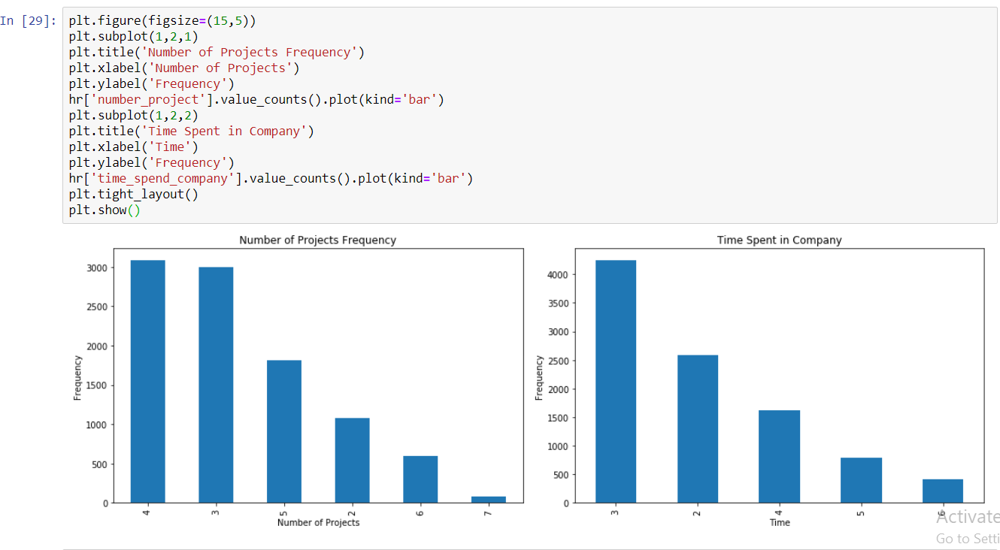 In [29]:
plt.figure(figsize=(15,5))
plt.subplot(1,2,1)
plt.title('Number of Projects Frequency')
plt.xlabel('Number of Projects')
plt.ylabel('Frequency')
hr['number_project'].value_counts().plot(kind='bar')
plt.subplot(1,2,2)
plt.title('Time Spent in Company')
plt.xlabel('Time')
plt.ylabel('Frequency')
hr['time_spend_company'].value_counts().plot(kind='bar')
plt.tight_layout()
plt.show()
Number of Projects Frequency
Frequency
3000
2500
2000
1500
1000
500
0
4 3 5 2 6 7
Number of Projects
Time Spent in Company
Frequency
4000
3500
3000
2500
2000
1500
1000
500
0
3 2 4 5 6
Time
Activate
Go to Setti